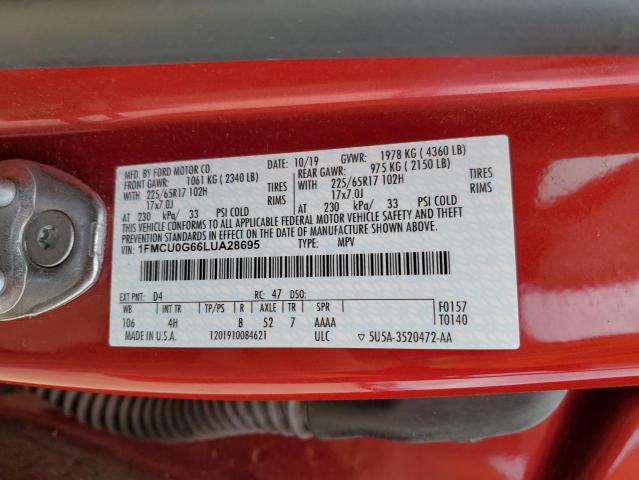 MFD. BY FORD MOTOR CO. 10/19 GVWR: 1978 KG ( 4360 LB)
FRONT GAWR: 1061 KG ( 2340 LB) REAR GAWR: 975 KG ( 2150 LB)
WITH 225/65R17 102H TIRES WITH 225/65R17 102H TIRES
17x7.0J RIMS 17x7.0J RIMS
AT 230 kPa/ 33 PSI COLD AT 230 kPa/ 33 PSI COLD
THIS VEHICLE CONFORMS TO ALL APPLICABLE FEDERAL MOTOR VEHICLE SAFETY AND THEFT
PREVENTION STANDARDS IN EFFECT ON THE DATE OF MANUFACTURE SHOWN ABOVE.
VIN: 1FMCU0G66LUA28695 TYPE: MPV
EXT PNT: D4 RC: 47 DSO:
WB INT TR TP/PS R AXLE TR SPR F0157
106 4H 8 52 7 AAAA T0140
MADE IN U.S.A. 1201910084621 ULC ▽ 5U5A-3520472-AA